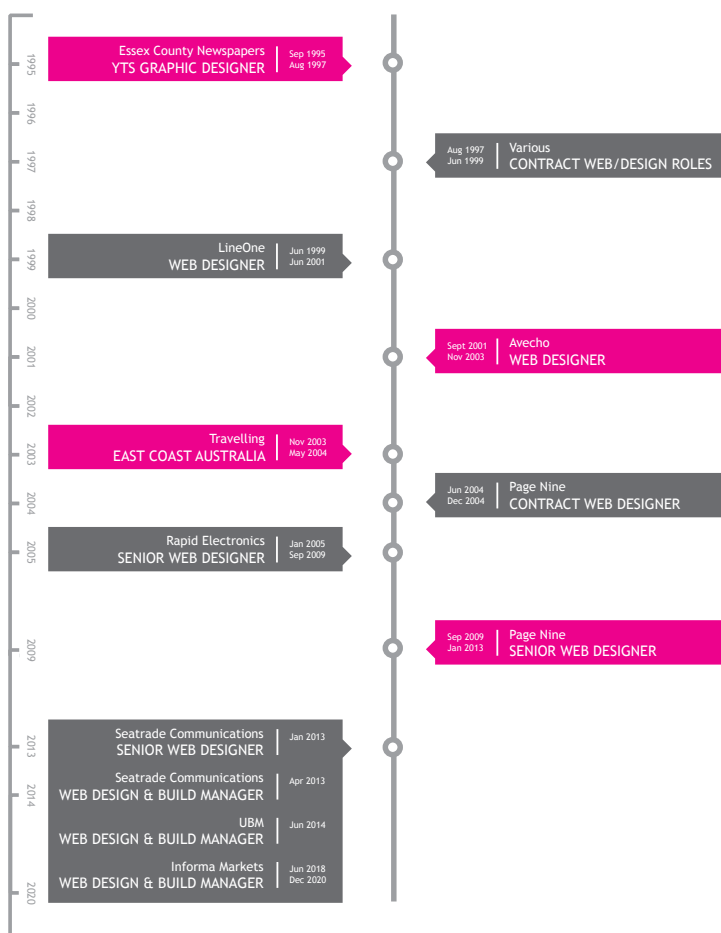 1995
1996
1997
1998
1999
2000
2001
2002
2003
2004
2005
2009
2013
2014
2020
Essex County Newspapers
YTS GRAPHIC DESIGNER
Sep 1995
Aug 1997
Aug 1997
Jun 1999
Various
CONTRACT WEB/DESIGN ROLES
LineOne
WEB DESIGNER
Jun 1999
Jun 2001
Sept 2001
Nov 2003
Avecho
WEB DESIGNER
Travelling
EAST COAST AUSTRALIA
Nov 2003
May 2004
Jun 2004
Dec 2004
Page Nine
CONTRACT WEB DESIGNER
Rapid Electronics
SENIOR WEB DESIGNER
Jan 2005
Sep 2009
Sep 2009
Jan 2013
Page Nine
SENIOR WEB DESIGNER
Seatrade Communications
SENIOR WEB DESIGNER
Jan 2013
Seatrade Communications
WEB DESIGN & BUILD MANAGER
Apr 2013
UBM
WEB DESIGN & BUILD MANAGER
Jun 2014
Informa Markets
WEB DESIGN & BUILD MANAGER
Jun 2018
Dec 2020